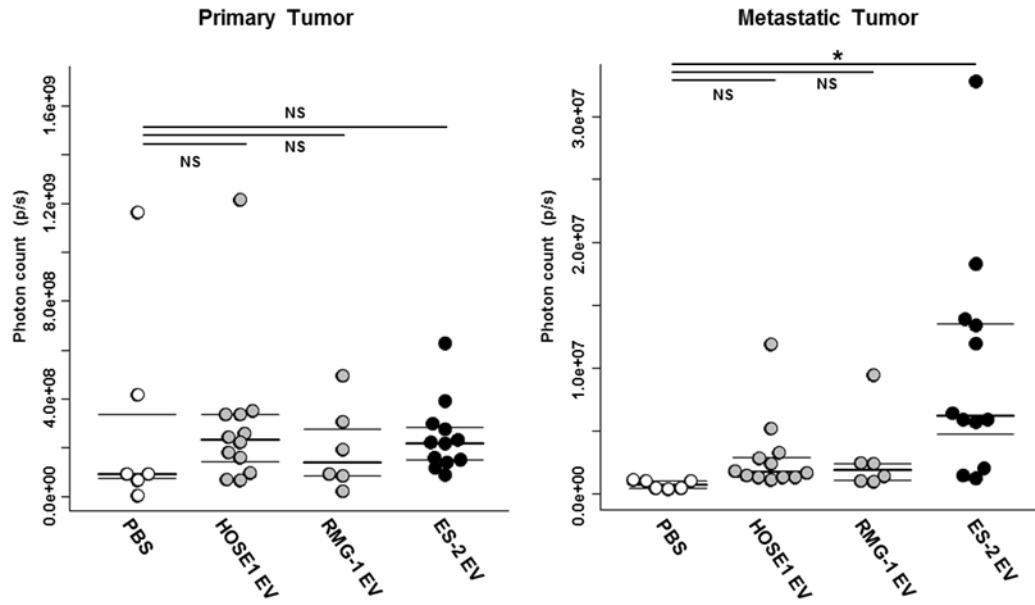 Primary Tumor
Photon count (p/s)
1.6e+09
1.2e+09
8.0e+08
4.0e+08
0.0e+00
NS
NS
NS
PBS
HOSE1 EV
RMG-1 EV
ES-2 EV
Metastatic Tumor
Photon count (p/s)
3.0e+07
2.0e+07
1.0e+07
0.0e+00
*
NS
NS
PBS
HOSE1 EV
RMG-1 EV
ES-2 EV